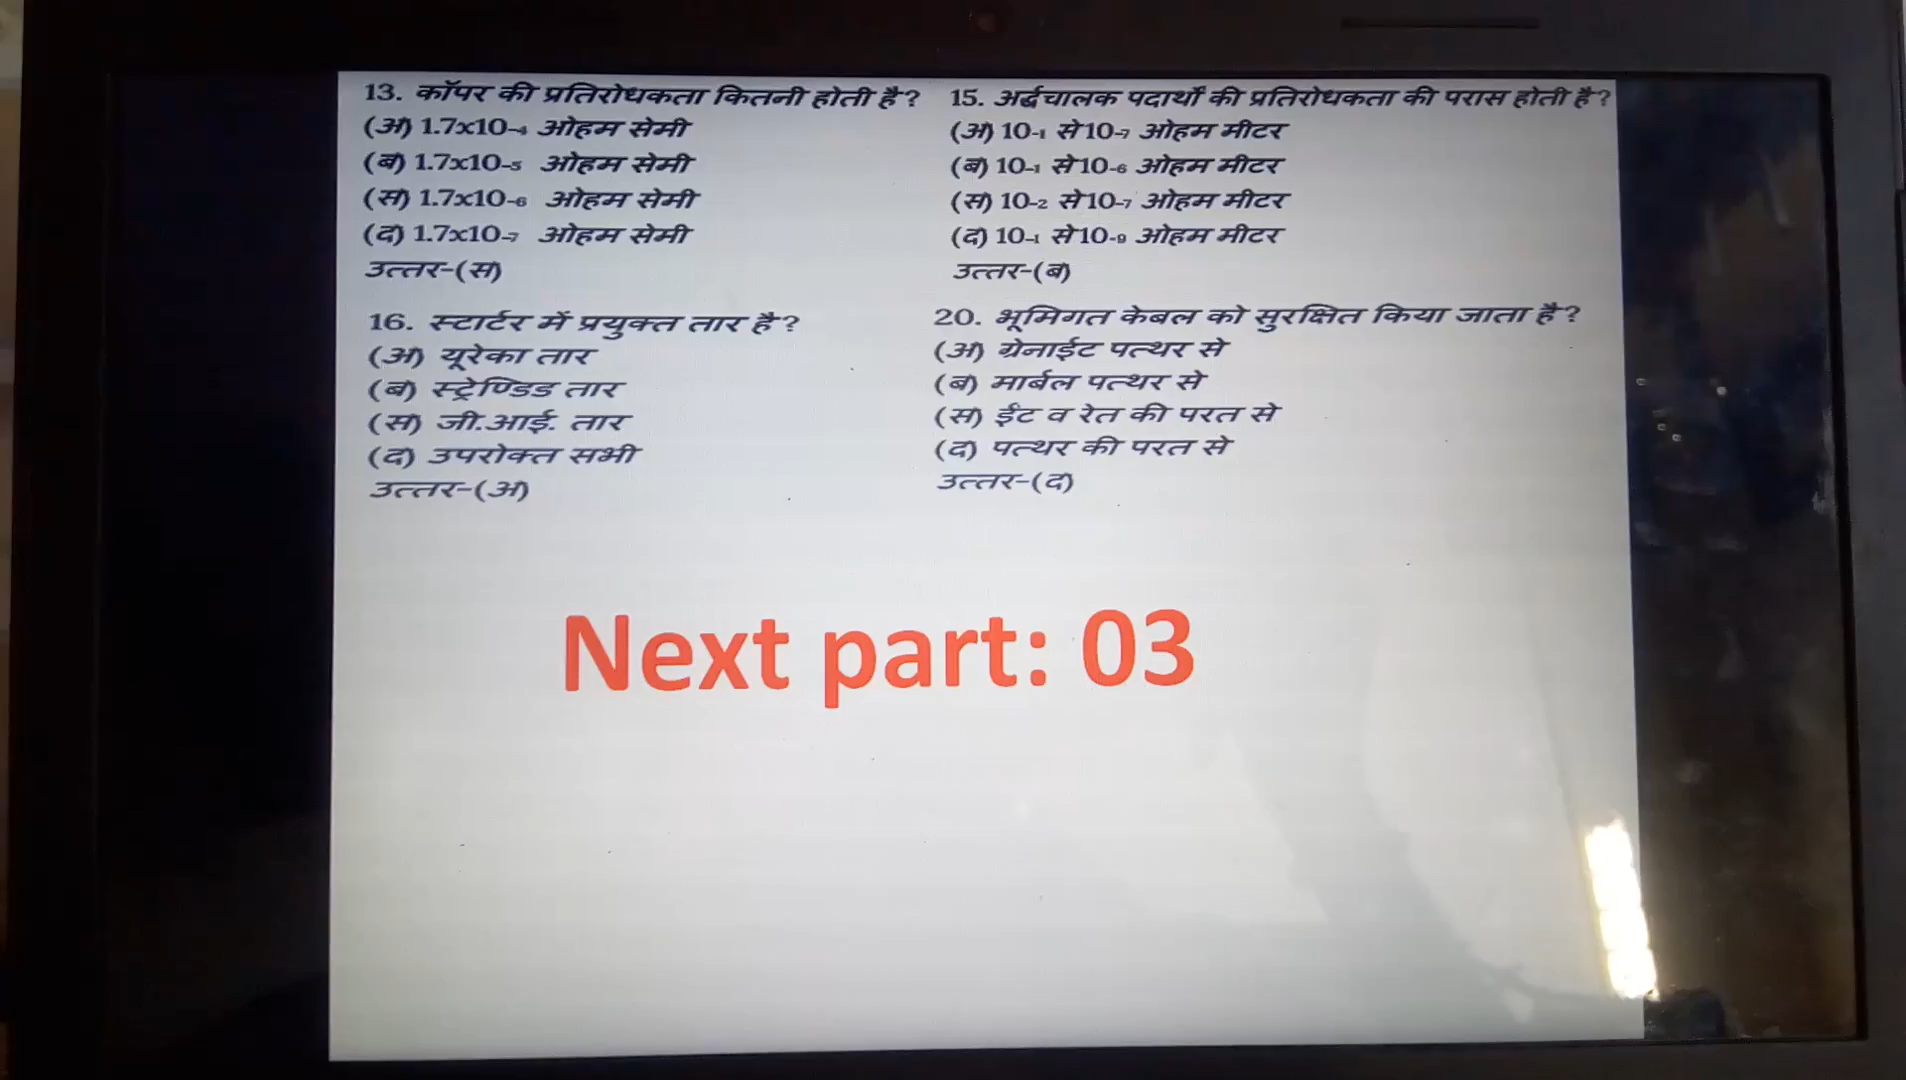 13. कॉपर की प्रतिरोधकता कितनी होती है?
(अ) 1.7x10-4 ओहम सेमी
(ब) 1.7x10-5 ओहम सेमी
(स) 1.7x10-6 ओहम सेमी
(द) 1.7x10-7 ओहम सेमी
उत्तर-(स)
15. अर्द्धचालक पदार्थों की प्रतिरोधकता की परास होती है?
(अ) 10-1 से 10-7 ओहम मीटर
(ब) 10-1 से 10-6 ओहम मीटर
(स) 10-2 से 10-7 ओहम मीटर
(द) 10-1 से 10-9 ओहम मीटर
उत्तर-(ब)
16. स्टार्टर में प्रयुक्त तार है?
(अ) यूरेका तार
(ब) स्ट्रेण्डिड तार
(स) जी.आई. तार
(द) उपरोक्त सभी
उत्तर-(अ)
20. भूमिगत केबल को सुरक्षित किया जाता है?
(अ) ग्रेनाईट पत्थर से
(ब) मार्बल पत्थर से
(स) ईंट व रेत की परत से
(द) पत्थर की परत से
उत्तर-(द)
Next part: 03